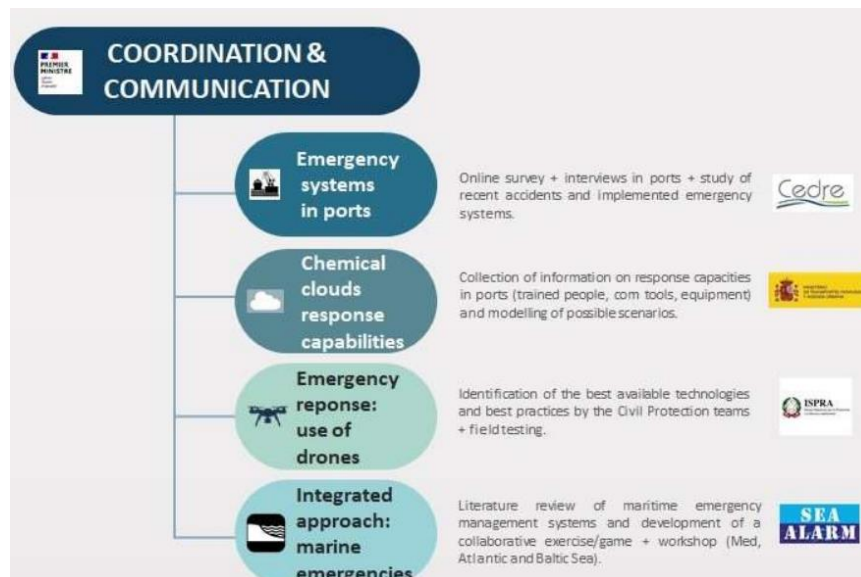 PREMIER
MINISTRE
COORDINATION &
COMMUNICATION
Emergency
systems
in ports
Online survey + interviews in ports + study of
recent accidents and implemented emergency
systems.
Cedre
Chemical
clouds
response
capabilities
Collection of information on response capacities
in ports (trained people, com tools, equipment)
and modelling of possible scenarios.
Emergency
reponse:
use of
drones
Identification of the best available technologies
and best practices by the Civil Protection teams
+ field testing.
ISPRA
Integrated
approach:
marine
emergencies
Literature review of maritime emergency
management systems and development of a
collaborative exercise/game + workshop (Med,
Atlantic and Baltic Sea).
SEA
ALARM